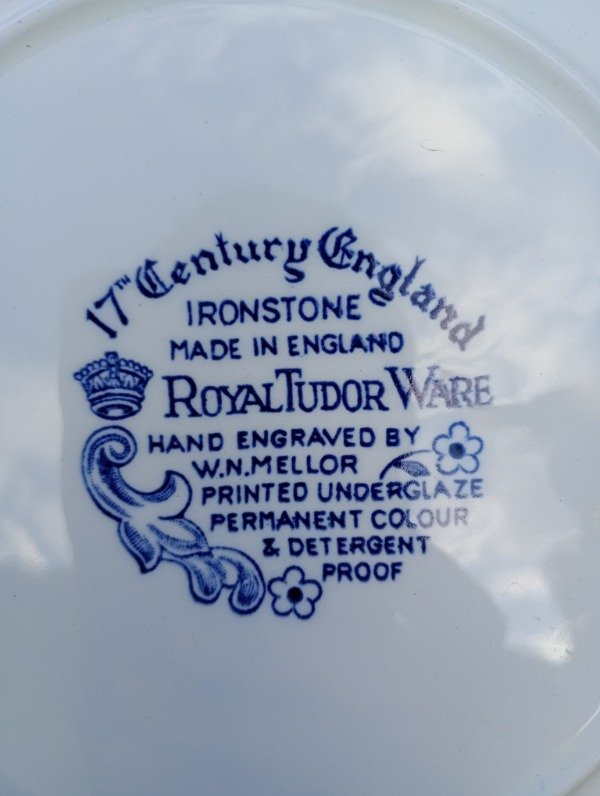 17TH Century England
IRONSTONE
MADE IN ENGLAND
ROYAL TUDOR WARE
HAND ENGRAVED BY
W.N.MELLOR
PRINTED UNDERGLAZE
PERMANENT COLOUR
& DETERGENT
PROOF